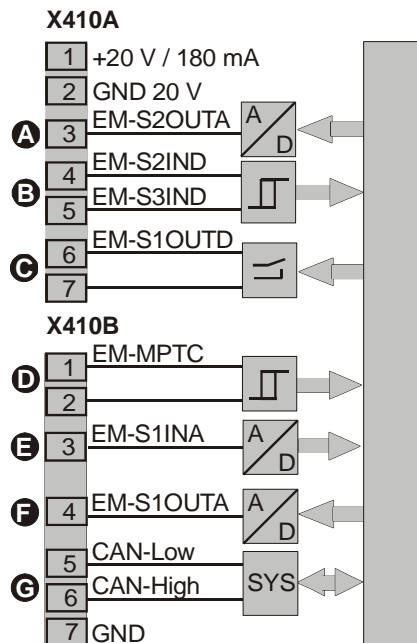 X410A
1 +20 V / 180 mA
2 GND 20 V
A 3 EM-S2OUTA A/D
B 4 EM-S2IND
5 EM-S3IND
C 6 EM-S1OUTD
7
X410B
D 1 EM-MPTC
2
E 3 EM-S1INA A/D
F 4 EM-S1OUTA A/D
G 5 CAN-Low
6 CAN-High SYS
7 GND